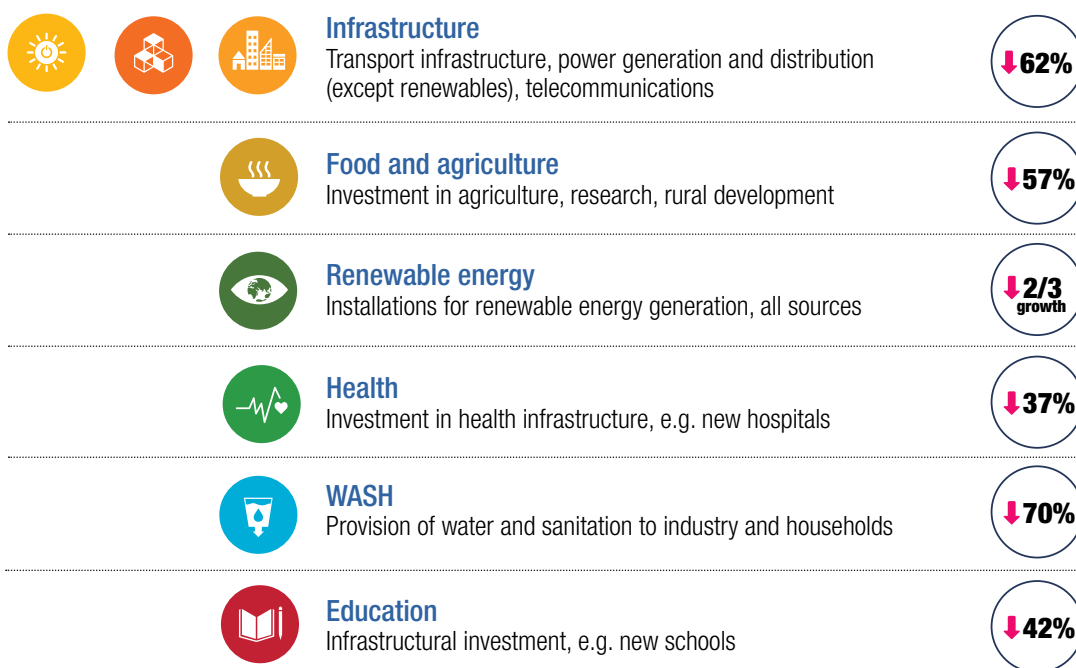 Infrastructure
Transport infrastructure, power generation and distribution
(except renewables), telecommunications
↓62%
Food and agriculture
Investment in agriculture, research, rural development
↓57%
Renewable energy
Installations for renewable energy generation, all sources
↓2/3
growth
Health
Investment in health infrastructure, e.g. new hospitals
↓37%
WASH
Provision of water and sanitation to industry and households
↓70%
Education
Infrastructural investment, e.g. new schools
↓42%